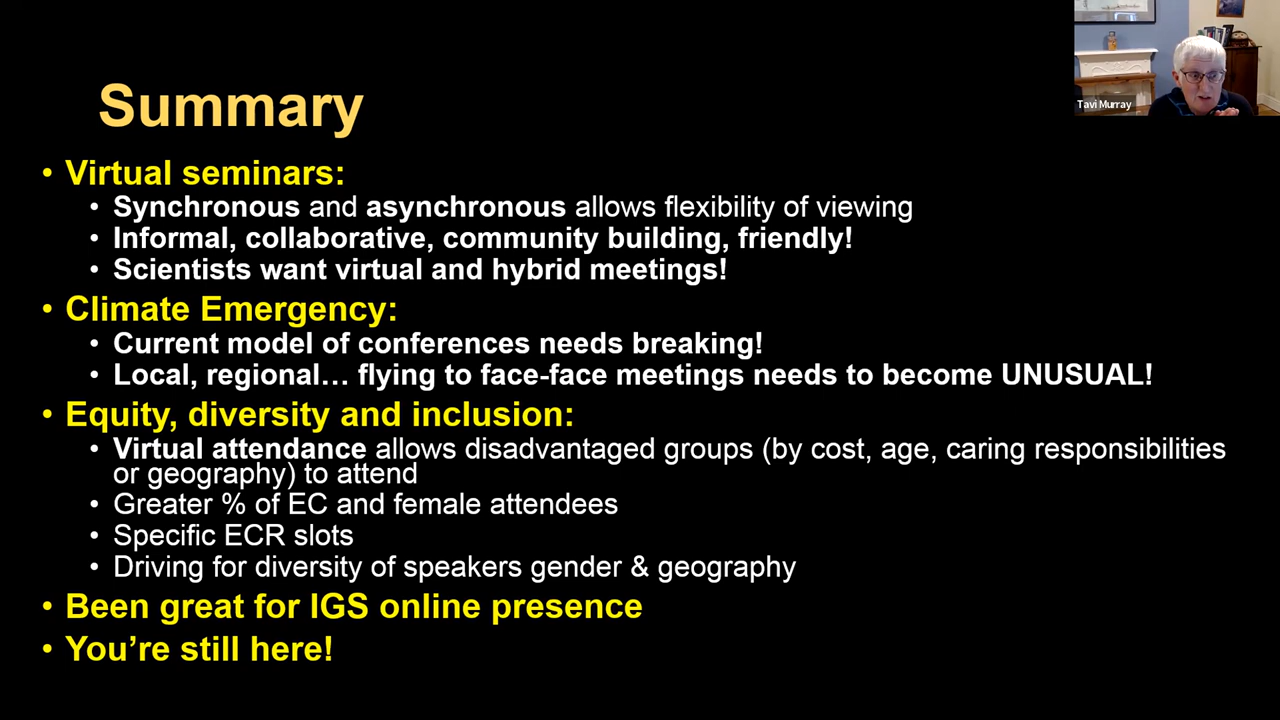 Tavi Murray
Summary
• Virtual seminars:
• Synchronous and asynchronous allows flexibility of viewing
• Informal, collaborative, community building, friendly!
• Scientists want virtual and hybrid meetings!
• Climate Emergency:
• Current model of conferences needs breaking!
• Local, regional… flying to face-face meetings needs to become UNUSUAL!
• Equity, diversity and inclusion:
• Virtual attendance allows disadvantaged groups (by cost, age, caring responsibilities
or geography) to attend
• Greater % of EC and female attendees
• Specific ECR slots
• Driving for diversity of speakers gender & geography
• Been great for IGS online presence
• You’re still here!